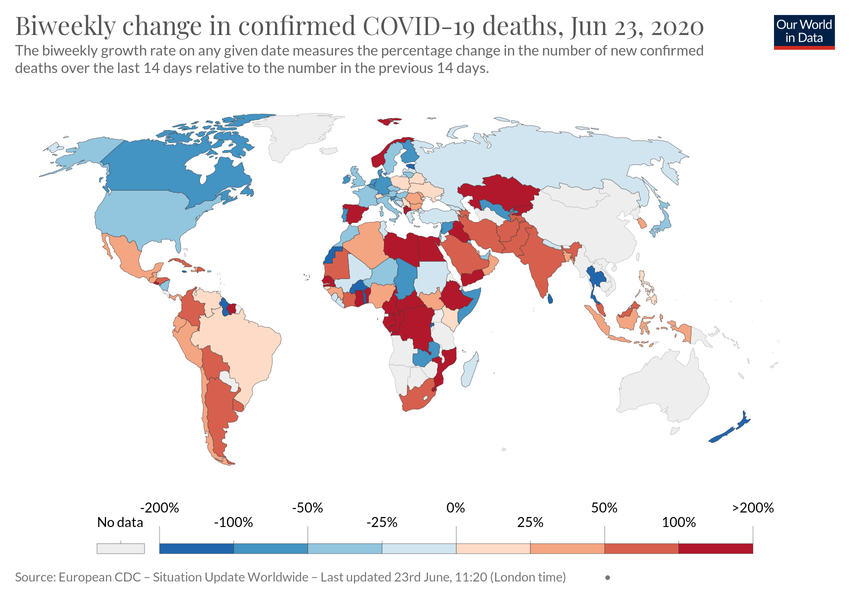 Biweekly change in confirmed COVID-19 deaths, Jun 23, 2020
Our World
in Data
The biweekly growth rate on any given date measures the percentage change in the number of new confirmed
deaths over the last 14 days relative to the number in the previous 14 days.
-200% -50% 0% 50% >200%
No data -100% -25% 25% 100%
Source: European CDC – Situation Update Worldwide – Last updated 23rd June, 11:20 (London time) •